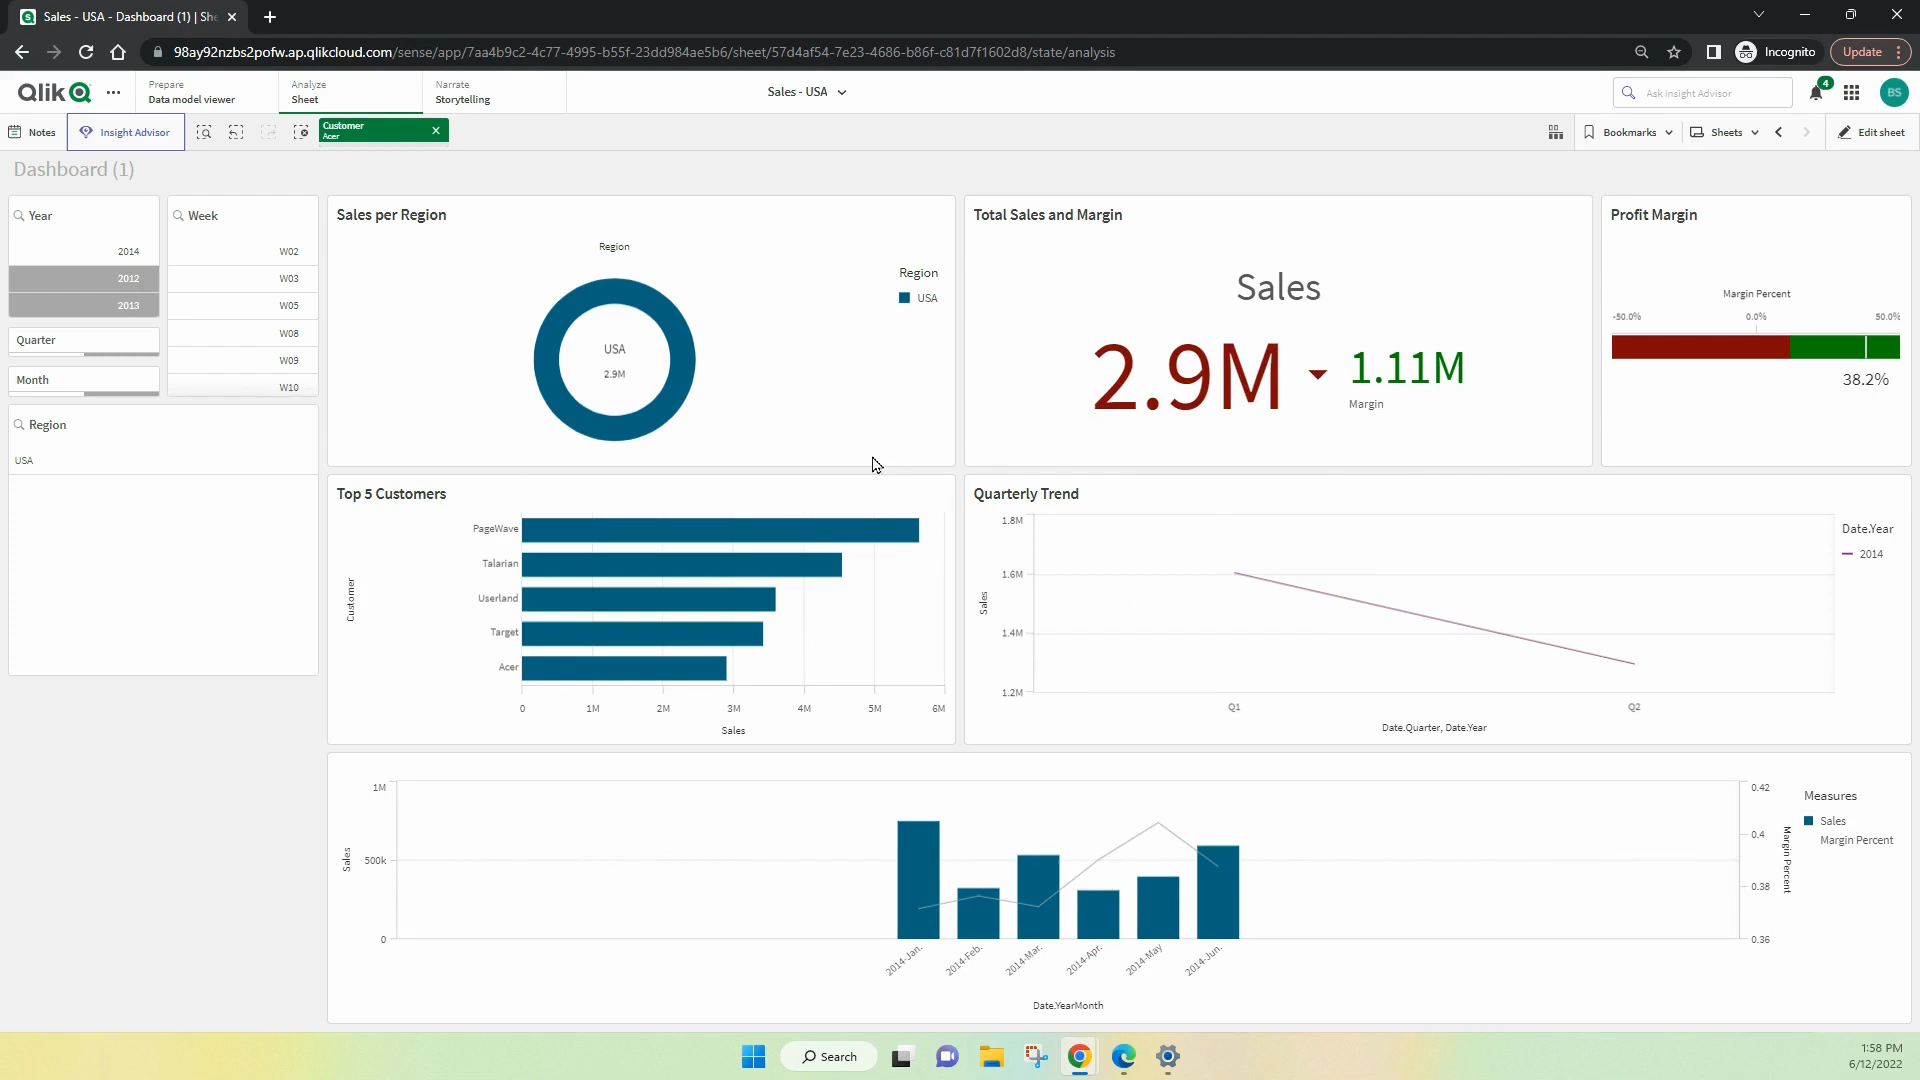 Sales - USA - Dashboard (1) | She
98ay92nzbs2pofw.ap.qlikcloud.com/sense/app/7aa4b9c2-4c77-4995-b55f-23dd984ae5b6/sheet/57d4af54-7e23-4686-b86f-c81d7f1602d8/state/analysis
Incognito
Update
Qlik
Prepare
Data model viewer
Analyze
Sheet
Narrate
Storytelling
Sales - USA
Ask Insight Advisor
4
BS
Notes
Insight Advisor
Customer
Acer
Bookmarks
Sheets
Edit sheet
Dashboard (1)
Year
2014
2012
2013
Quarter
Month
Week
W02
W03
W05
W08
W09
W10
Region
USA
Sales per Region
Region
USA
2.9M
Region
USA
Total Sales and Margin
Sales
2.9M
1.11M
Margin
Profit Margin
Margin Percent
-50.0% 0.0% 50.0%
38.2%
Top 5 Customers
Customer
PageWave
Talarian
Userland
Target
Acer
0 1M 2M 3M 4M 5M 6M
Sales
Quarterly Trend
Sales
1.8M
1.6M
1.4M
1.2M
Q1 Q2
Date.Quarter, Date.Year
Date.Year
2014
Sales
1M
500k
0
2014-Jan. 2014-Feb. 2014-Mar. 2014-Apr. 2014-May 2014-Jun.
Date.YearMonth
0.42
0.4
0.38
0.36
Margin Percent
Measures
Sales
Margin Percent
Search
1:58 PM
6/12/2022